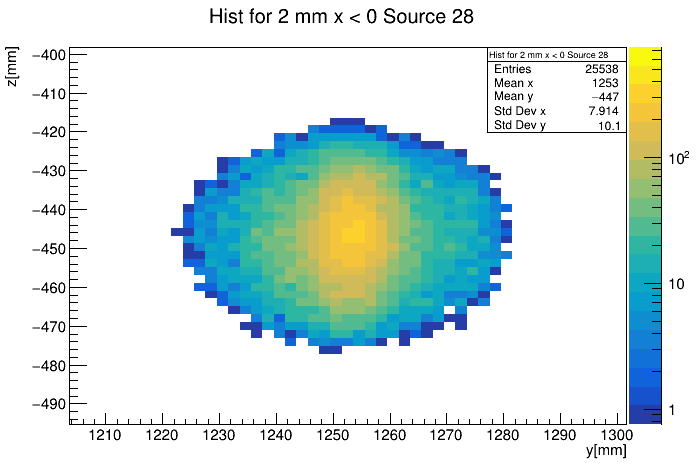 Hist for 2 mm x < 0 Source 28
z[mm]
−400
−410
−420
−430
−440
−450
−460
−470
−480
−490
Hist for 2 mm x < 0 Source 28
Entries 25538
Mean x 1253
Mean y −447
Std Dev x 7.914
Std Dev y 10.1
10²
10
1
1210 1220 1230 1240 1250 1260 1270 1280 1290 1300
y[mm]